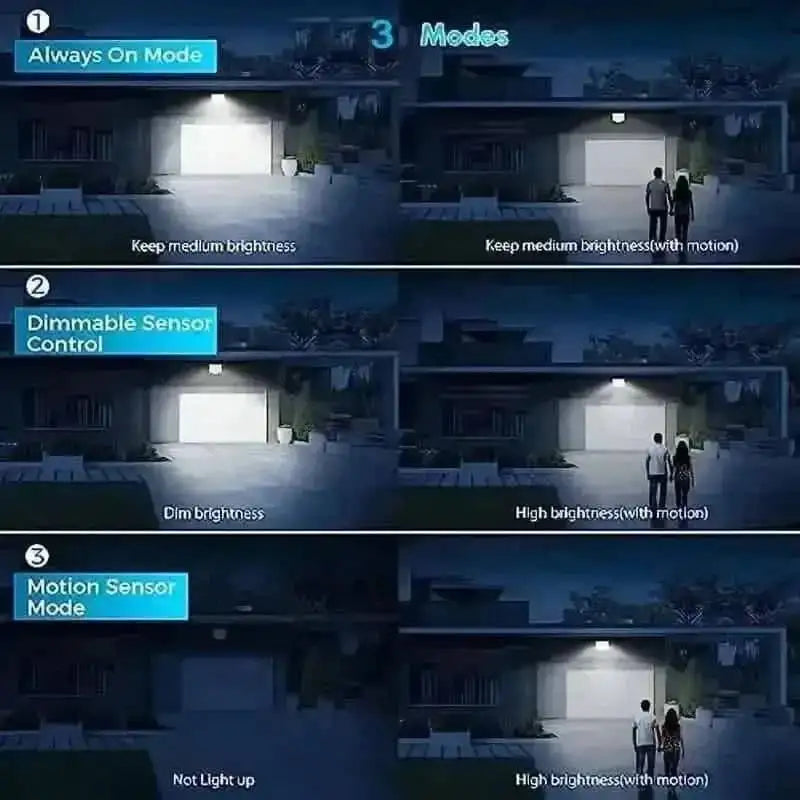 3 Modes
1
Always On Mode
Keep medium brightness
Keep medium brightness(with motion)
2
Dimmable Sensor
Control
Dim brightness
High brightness(with motion)
3
Motion Sensor
Mode
Not Light up
High brightness(with motion)